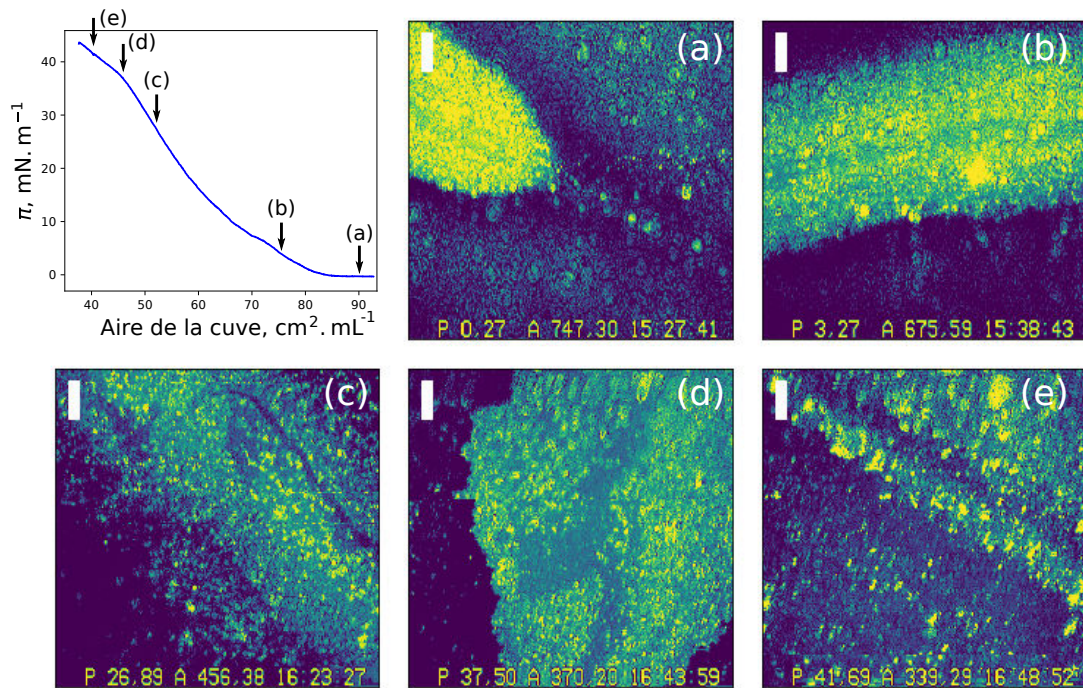 (e)
(d)
(c)
(b)
(a)
40
30
20
10
0
π, mN. m⁻¹
40 50 60 70 80 90
Aire de la cuve, cm². mL⁻¹
(a)
P 0,27 A 747,30 15:27:41
(b)
P 3,27 A 675,59 15:38:43
(c)
P 26,89 A 456,38 16:23:27
(d)
P 37,50 A 370,20 16:43:59
(e)
P 41,69 A 339,29 16:48:52